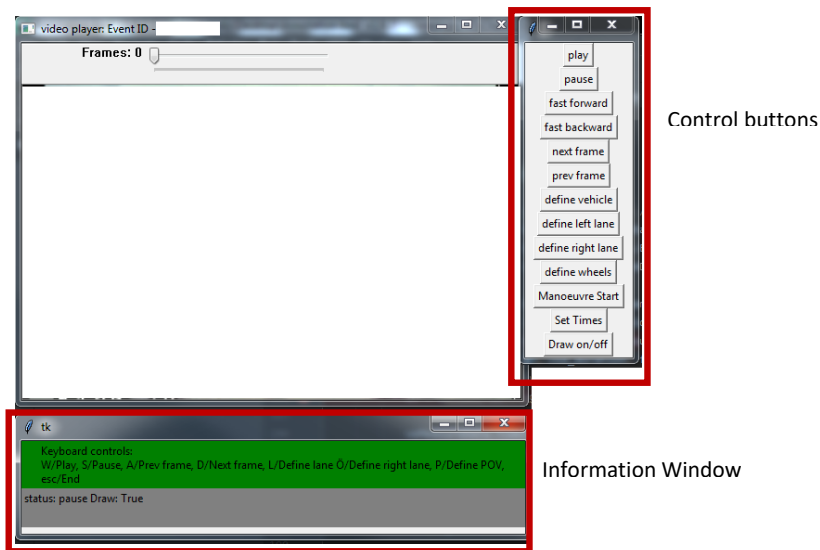 video player: Event ID -
Frames: 0
play
pause
fast forward
fast backward
next frame
prev frame
define vehicle
define left lane
define right lane
define wheels
Manoeuvre Start
Set Times
Draw on/off
Control buttons
tk
Keyboard controls:
W/Play, S/Pause, A/Prev frame, D/Next frame, L/Define lane Ö/Define right lane, P/Define POV,
esc/End
status: pause Draw: True
Information Window